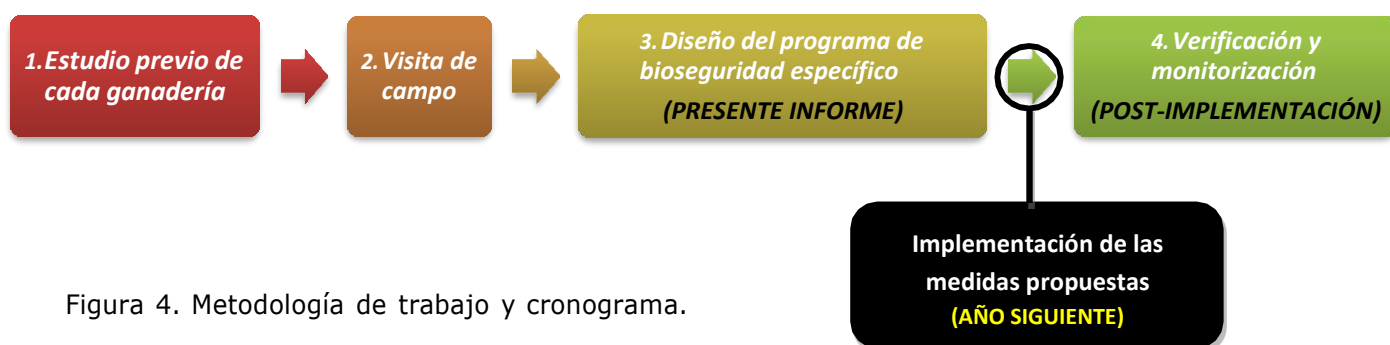 1.Estudio previo de
cada ganadería
2.Visita de
campo
3.Diseño del programa de
bioseguridad específico
(PRESENTE INFORME)
4.Verificación y
monitorización
(POST-IMPLEMENTACIÓN)
Implementación de las
medidas propuestas
(AÑO SIGUIENTE)
Figura 4. Metodología de trabajo y cronograma.